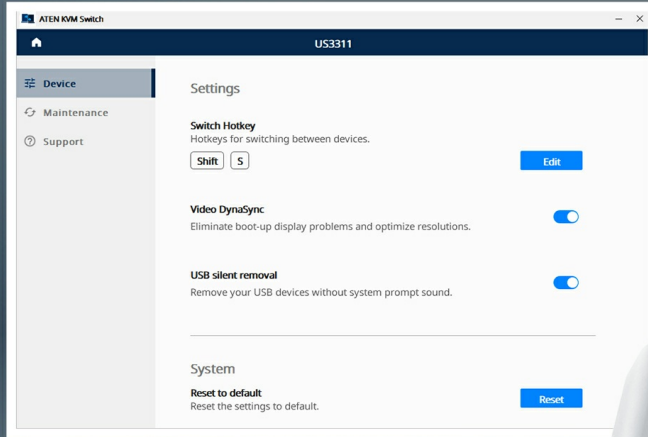 ATEN KVM Switch
US3311
Device
Maintenance
Support
Settings
Switch Hotkey
Hotkeys for switching between devices.
Shift S
Edit
Video DynaSync
Eliminate boot-up display problems and optimize resolutions.
USB silent removal
Remove your USB devices without system prompt sound.
System
Reset to default
Reset the settings to default.
Reset